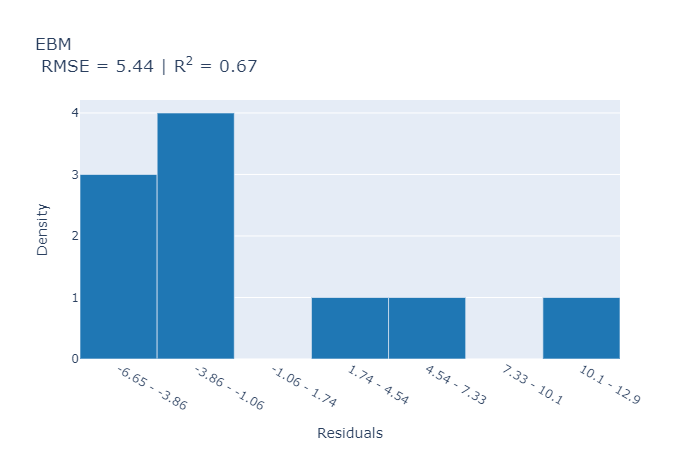 EBM
RMSE = 5.44 | R² = 0.67
4
3
2
1
0
Density
-6.65 - -3.86
-3.86 - -1.06
-1.06 - 1.74
1.74 - 4.54
4.54 - 7.33
7.33 - 10.1
10.1 - 12.9
Residuals